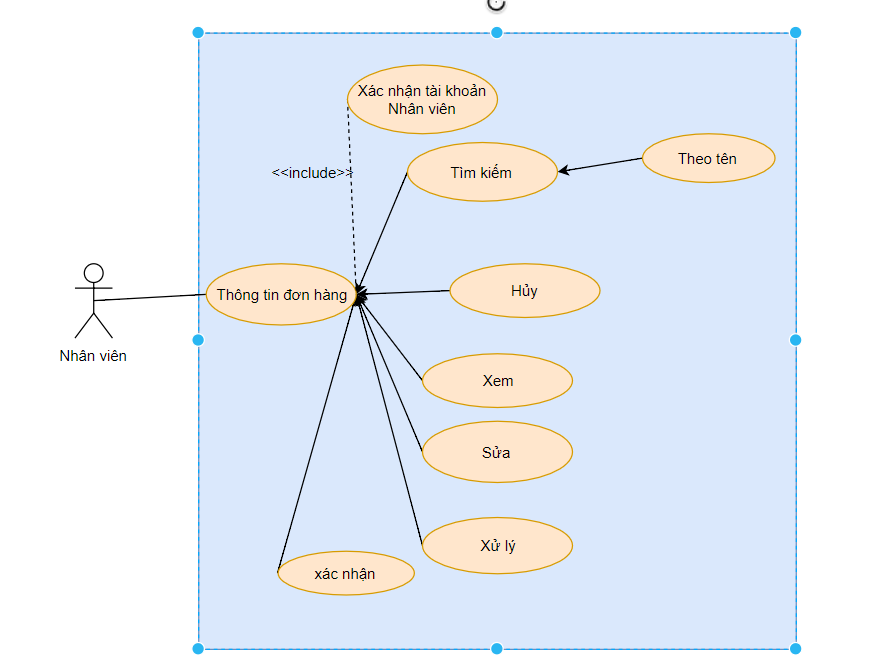 Xác nhận tài khoản
Nhân viên
<<include>>
Tìm kiếm
Theo tên
Thông tin đơn hàng
Hủy
Nhân viên
Xem
Sửa
Xử lý
xác nhận